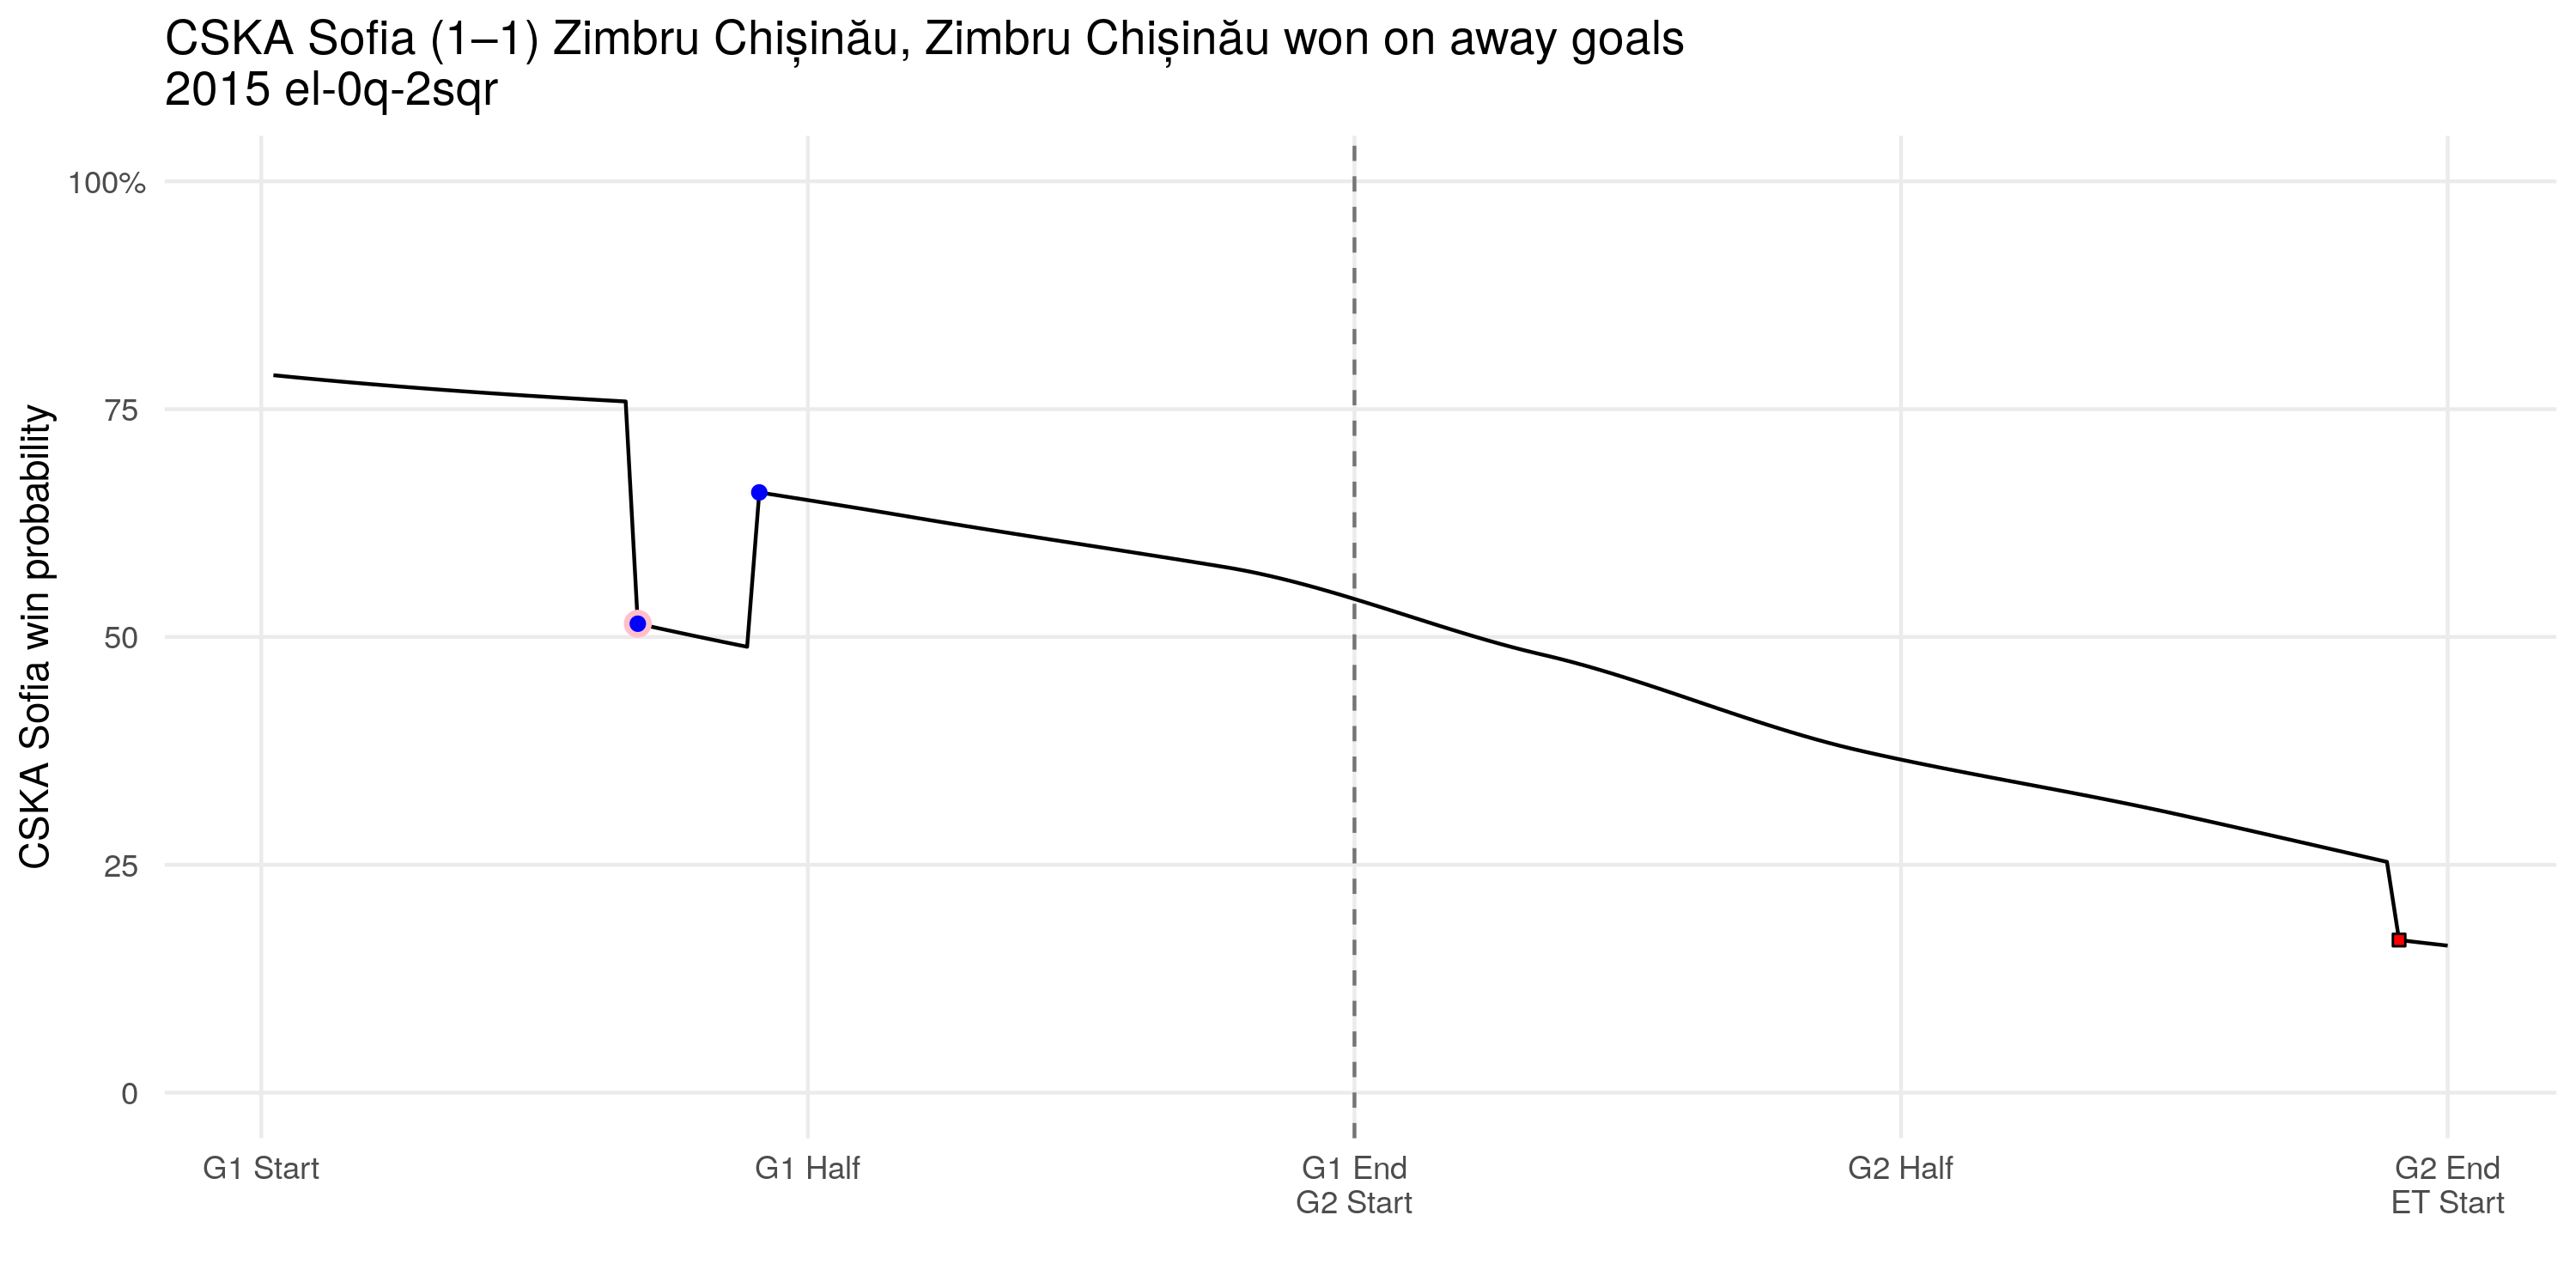 CSKA Sofia (1–1) Zimbru Chișinău, Zimbru Chișinău won on away goals
2015 el-0q-2sqr
CSKA Sofia win probability
100%
75
50
25
0
G1 Start
G1 Half
G1 End
G2 Start
G2 Half
G2 End
ET Start